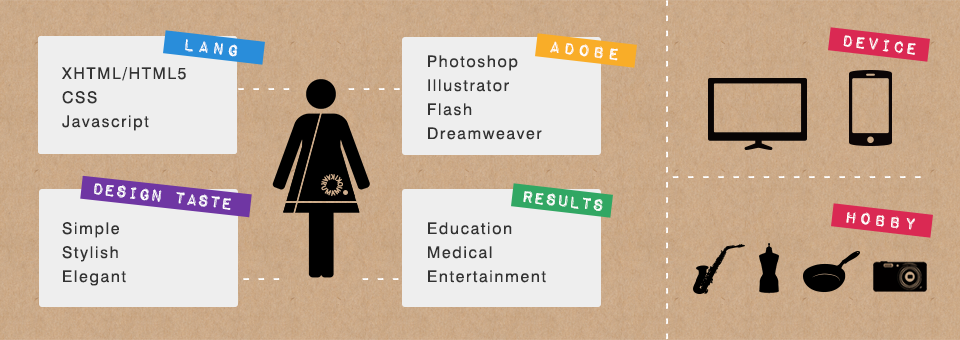 LANG
XHTML/HTML5
CSS
Javascript
ADOBE
Photoshop
Illustrator
Flash
Dreamweaver
DESIGN TASTE
Simple
Stylish
Elegant
RESULTS
Education
Medical
Entertainment
DEVICE
HOBBY